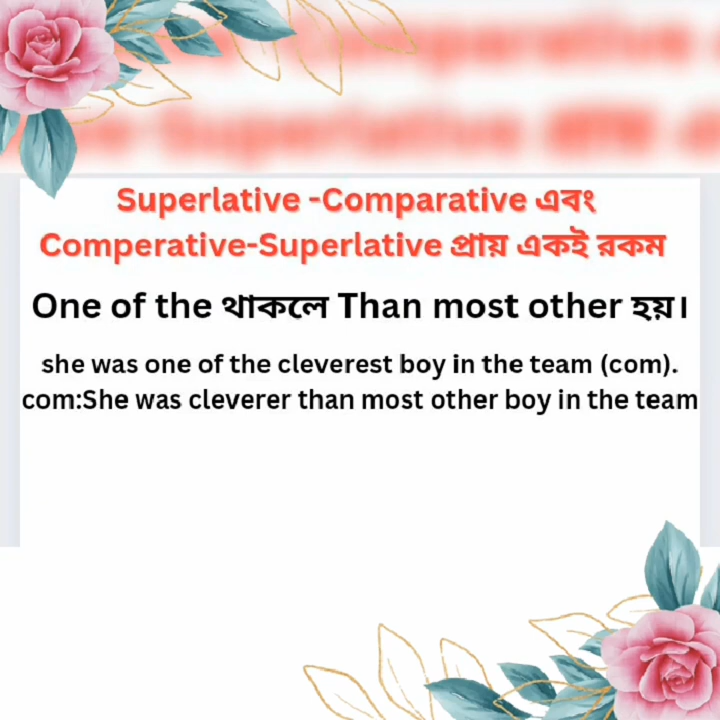 Superlative -Comparative এবং
Comperative-Superlative প্রায় একই রকম
One of the থাকলে Than most other হয়।
she was one of the cleverest boy in the team (com).
com:She was cleverer than most other boy in the team